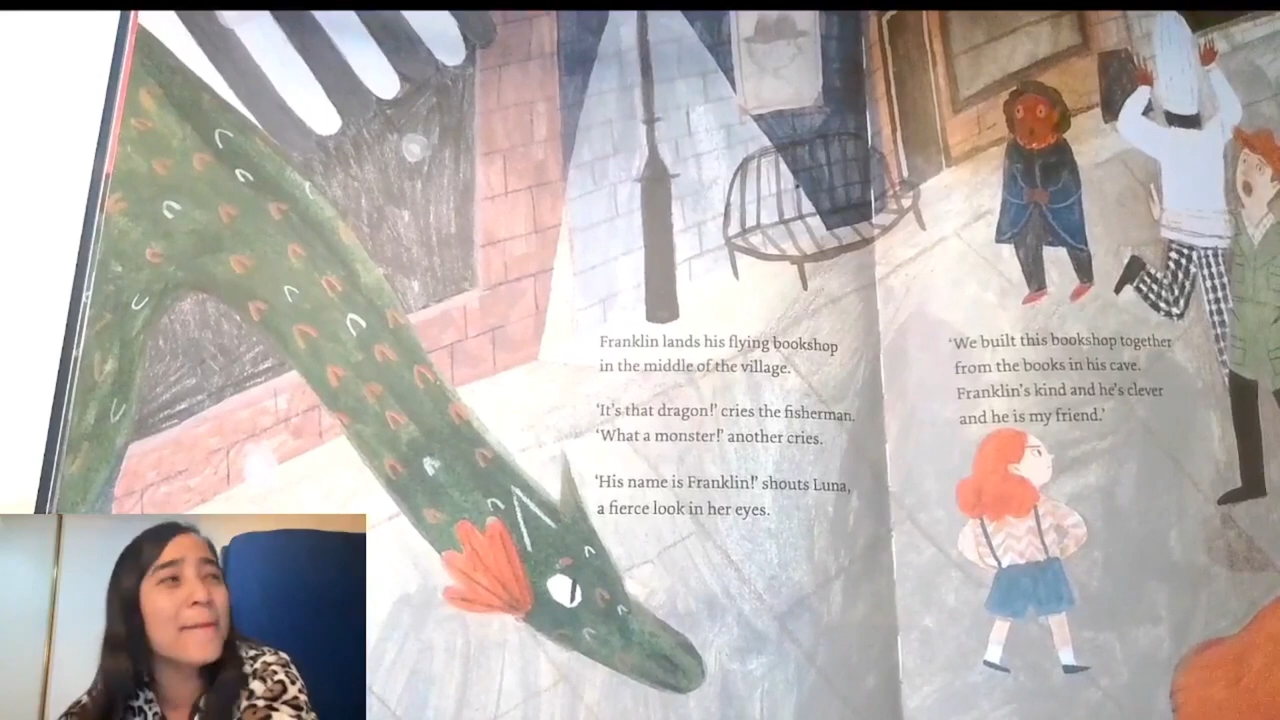 Franklin lands his flying bookshop
in the middle of the village.
‘It’s that dragon!’ cries the fisherman.
‘What a monster!’ another cries.
‘His name is Franklin!’ shouts Luna,
a fierce look in her eyes.
‘We built this bookshop together
from the books in his cave.
Franklin’s kind and he’s clever
and he is my friend.’